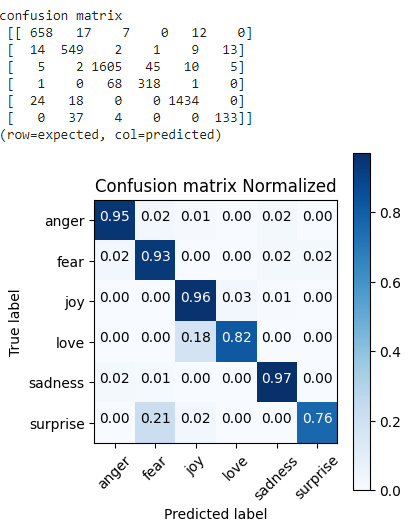 confusion matrix
[[ 658 17 7 0 12 0]
[ 14 549 2 1 9 13]
[ 5 2 1605 45 10 5]
[ 1 0 68 318 1 0]
[ 24 18 0 0 1434 0]
[ 0 37 4 0 0 133]]
(row=expected, col=predicted)
Confusion matrix Normalized
anger 0.95 0.02 0.01 0.00 0.02 0.00
fear 0.02 0.93 0.00 0.00 0.02 0.02
joy 0.00 0.00 0.96 0.03 0.01 0.00
love 0.00 0.00 0.18 0.82 0.00 0.00
sadness 0.02 0.01 0.00 0.00 0.97 0.00
surprise 0.00 0.21 0.02 0.00 0.00 0.76
anger fear joy love sadness surprise
Predicted label
True label
0.8
0.6
0.4
0.2
0.0